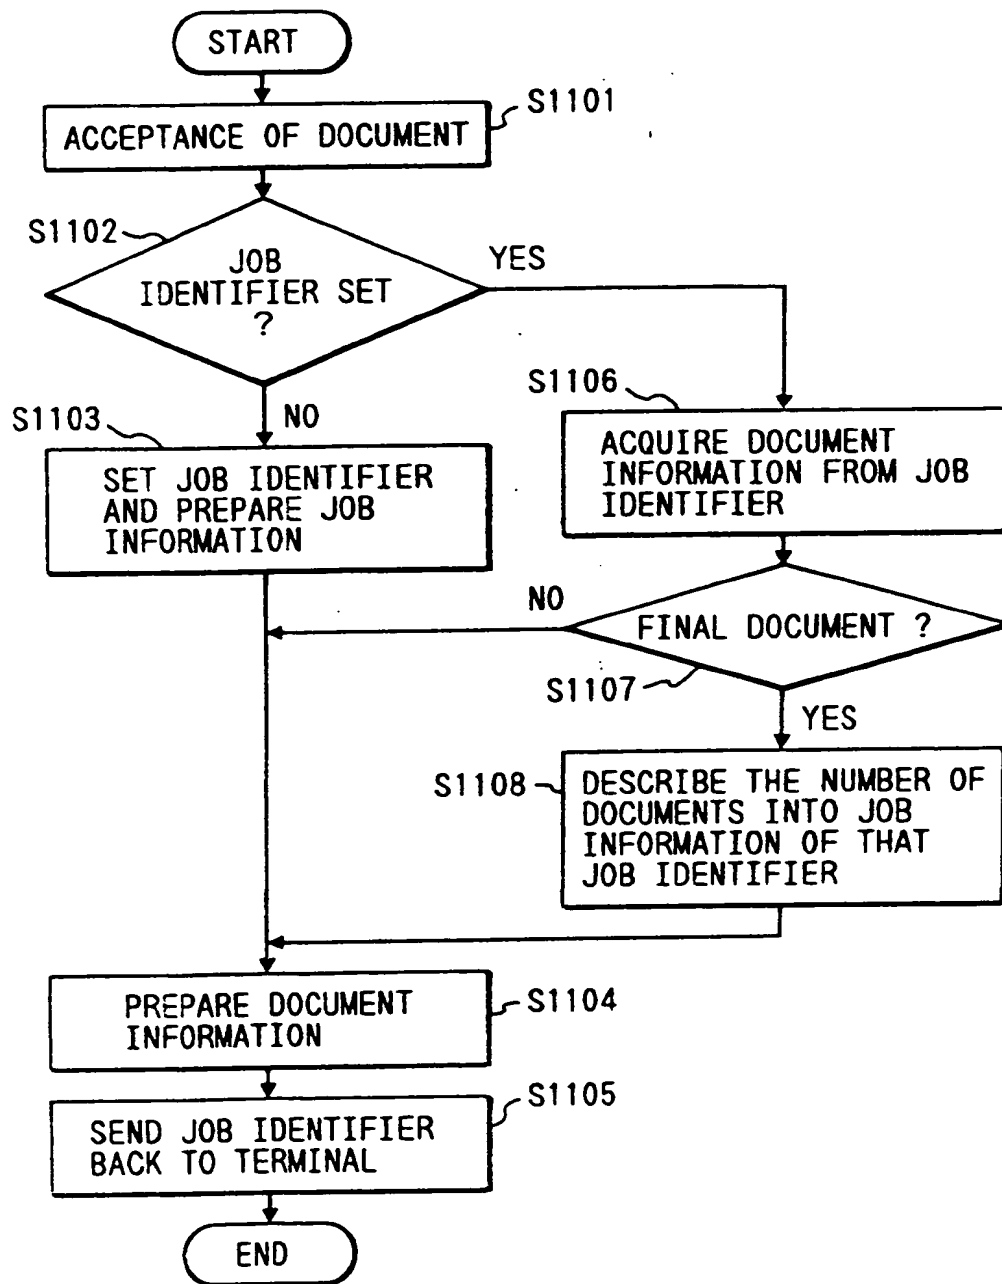 START
S1101
ACCEPTANCE OF DOCUMENT
S1102
JOB
IDENTIFIER SET
?
YES
NO
S1103
SET JOB IDENTIFIER
AND PREPARE JOB
INFORMATION
S1106
ACQUIRE DOCUMENT
INFORMATION FROM JOB
IDENTIFIER
NO
FINAL DOCUMENT ?
S1107
YES
S1108
DESCRIBE THE NUMBER OF
DOCUMENTS INTO JOB
INFORMATION OF THAT
JOB IDENTIFIER
PREPARE DOCUMENT
INFORMATION
S1104
S1105
SEND JOB IDENTIFIER
BACK TO TERMINAL
END